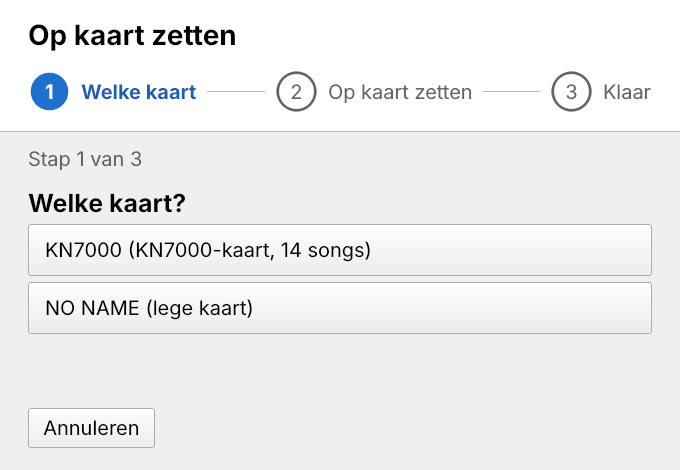 Op kaart zetten
1 Welke kaart 2 Op kaart zetten 3 Klaar
Stap 1 van 3
Welke kaart?
KN7000 (KN7000-kaart, 14 songs)
NO NAME (lege kaart)
Annuleren